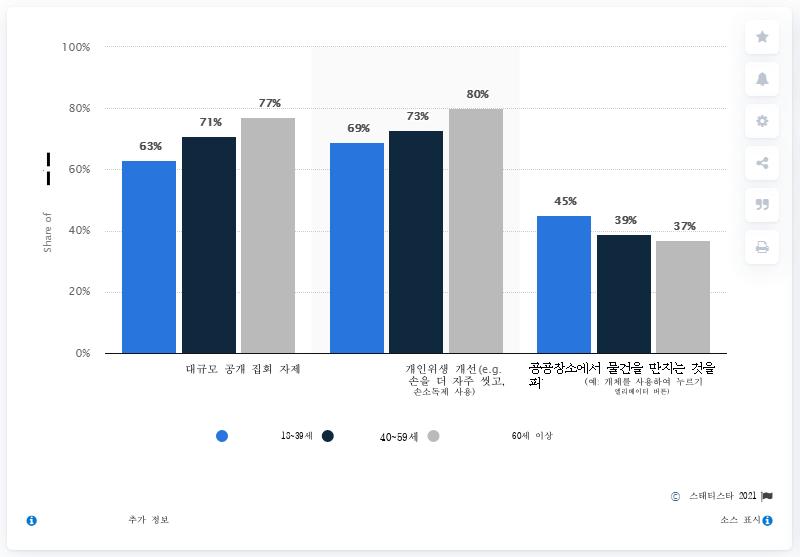 100%
80%
60%
40%
20%
0%
Share of
63%
71%
77%
69%
73%
80%
45%
39%
37%
대규모 공개 집회 자제
개인위생 개선(e.g.
손을 더 자주 씻고,
손소독제 사용)
공공장소에서 물건을 만지는 것을
피
(예: 개체를 사용하여 누르기
엘리베이터 버튼)
18~39세
40~59세
60세 이상
© 스태티스타 2021
추가 정보
소스 표시